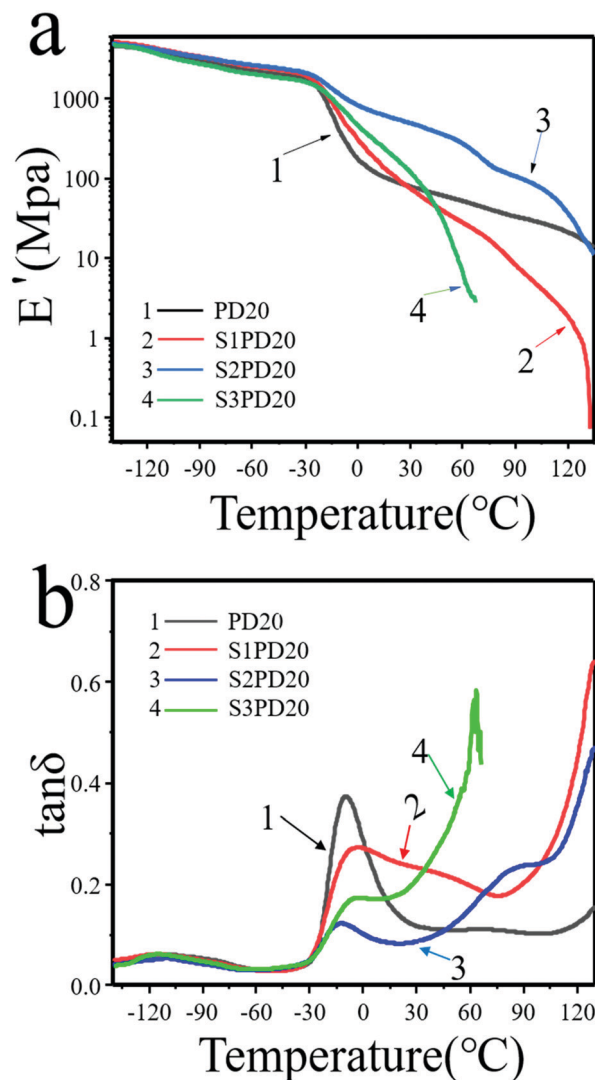 a
1000
100
10
1
0.1
E '(Mpa)
1
3
4
2
1 PD20
2 S1PD20
3 S2PD20
4 S3PD20
-120 -90 -60 -30 0 30 60 90 120
Temperature(°C)
b
0.8
0.6
0.4
0.2
0.0
tanδ
1 PD20
2 S1PD20
3 S2PD20
4 S3PD20
4
1
2
3
-120 -90 -60 -30 0 30 60 90 120
Temperature(°C)